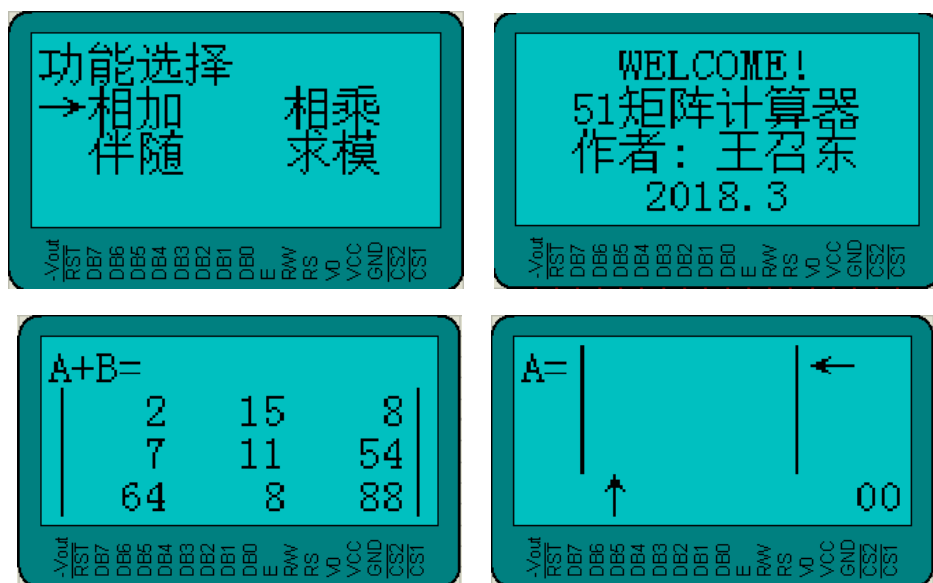 功能选择
→相加 相乘
伴随 求模
-Vout RST DB7 DB6 DB5 DB4 DB3 DB2 DB1 DB0 E R/W RS V0 VCC GND CS2 CS1
WELCOME!
51矩阵计算器
作者: 王召东
2018.3
-Vout RST DB7 DB6 DB5 DB4 DB3 DB2 DB1 DB0 E R/W RS V0 VCC GND CS2 CS1
A+B=
2 15 8
7 11 54
64 8 88
-Vout RST DB7 DB6 DB5 DB4 DB3 DB2 DB1 DB0 E R/W RS V0 VCC GND CS2 CS1
A= ←
↑ 00
-Vout RST DB7 DB6 DB5 DB4 DB3 DB2 DB1 DB0 E R/W RS V0 VCC GND CS2 CS1